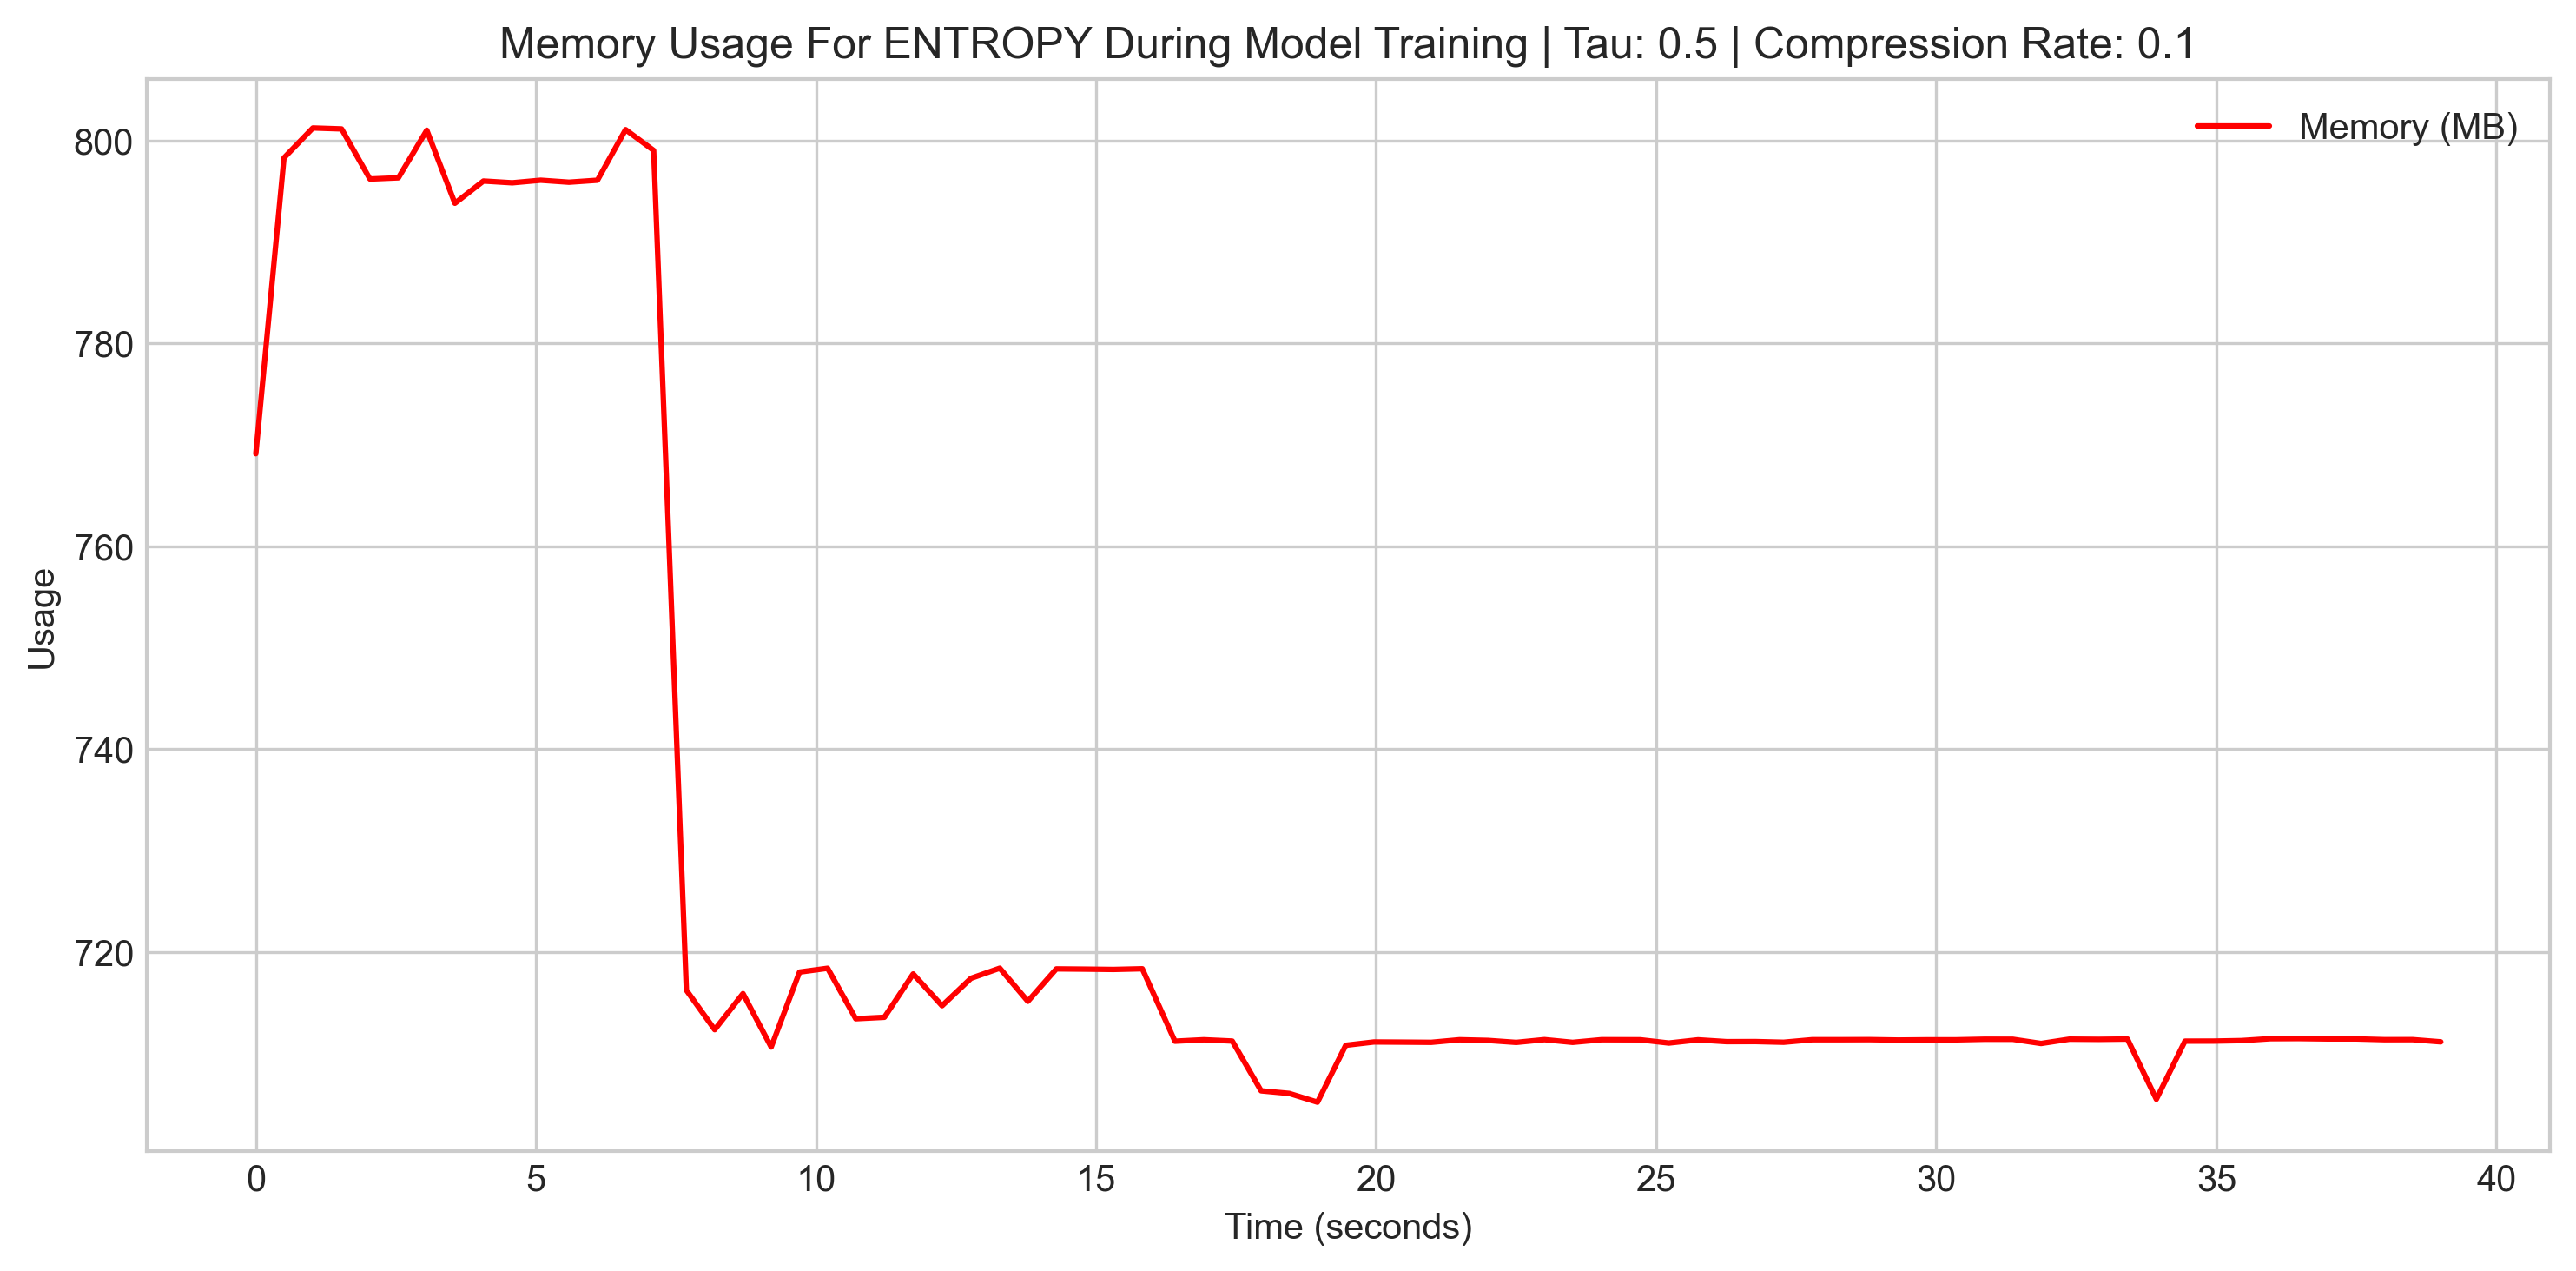 Memory Usage For ENTROPY During Model Training | Tau: 0.5 | Compression Rate: 0.1
Memory (MB)
800
780
760
740
720
Usage
0 5 10 15 20 25 30 35 40
Time (seconds)